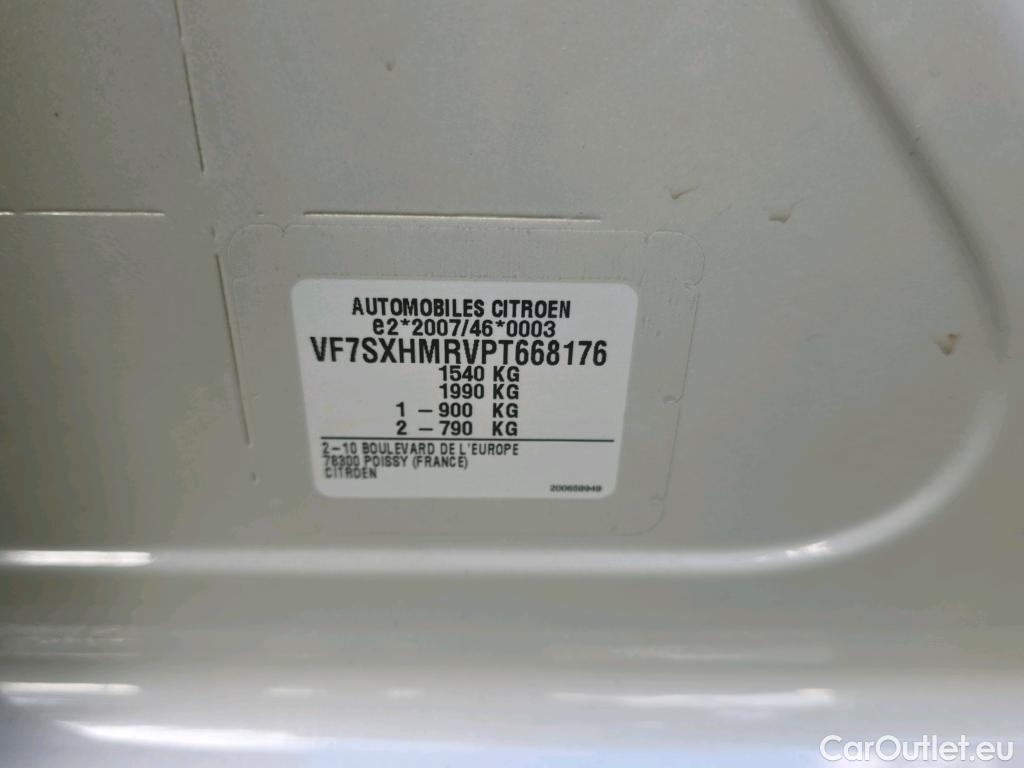 AUTOMOBILES CITROEN
e2*2007/46*0003
VF7SXHMRVPT668176
1540 KG
1990 KG
1 - 900 KG
2 - 790 KG
2-10 BOULEVARD DE L'EUROPE
78300 POISSY (FRANCE)
CITROEN
200658949
CarOutlet.eu